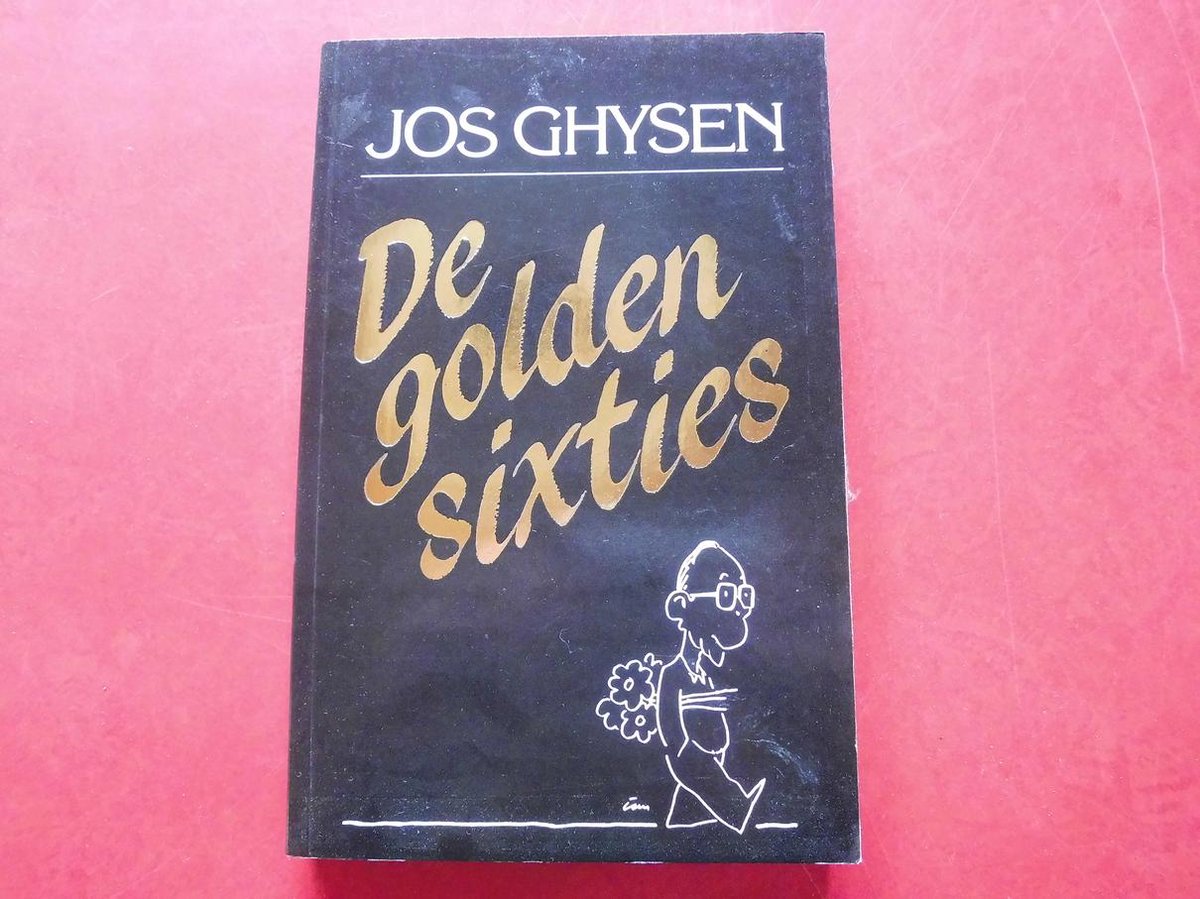 JOS GHYSEN
De
golden
sixties